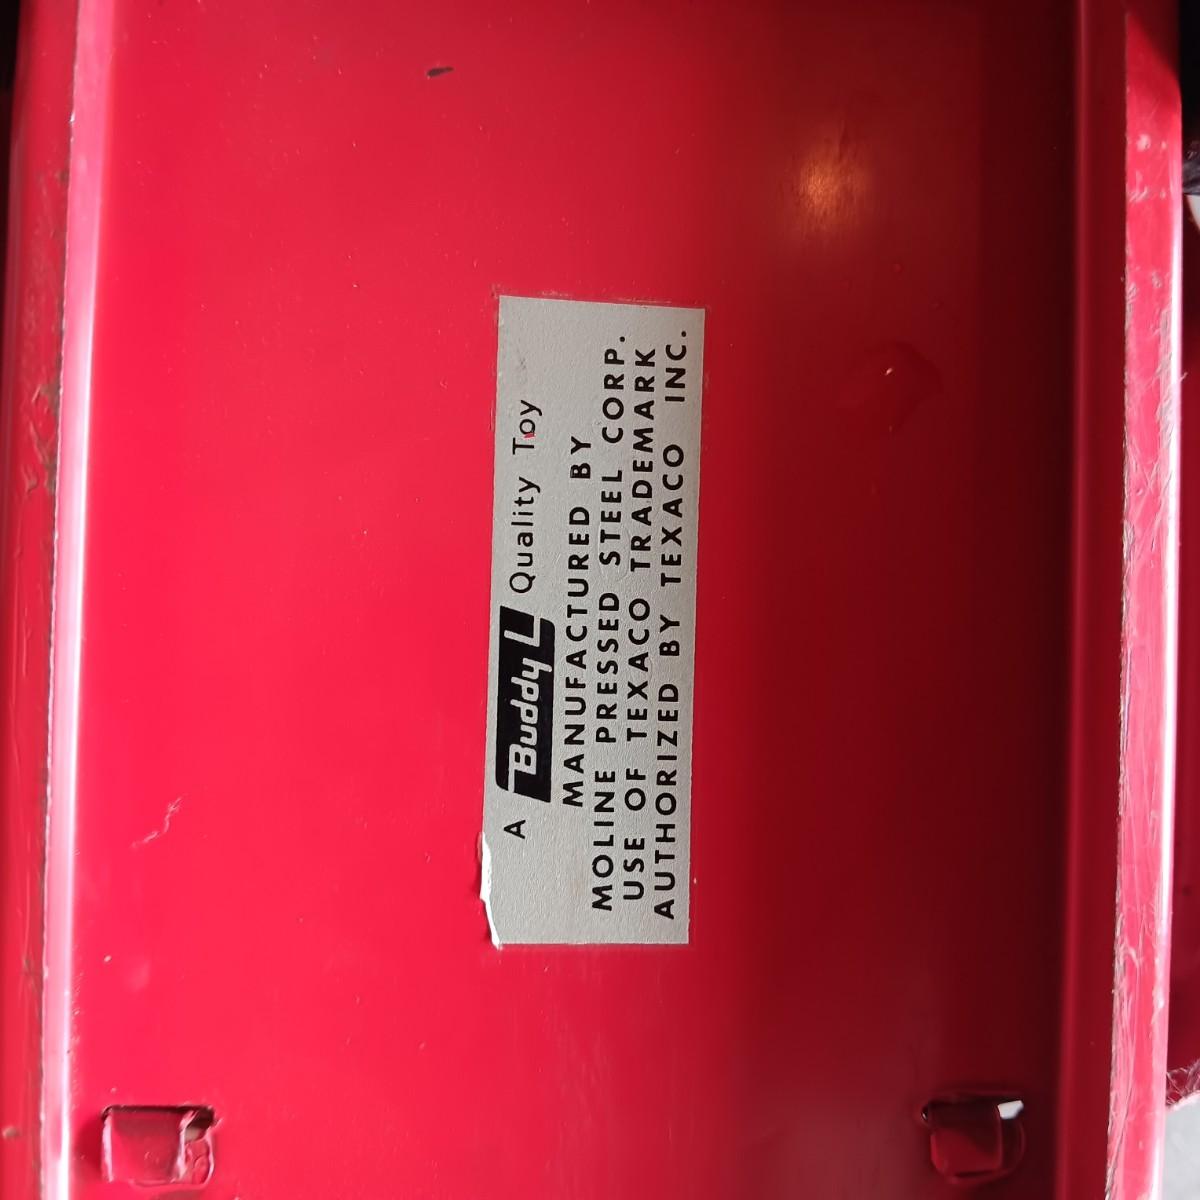 A Buddy L Quality Toy
MANUFACTURED BY
MOLINE PRESSED STEEL CORP.
USE OF TEXACO TRADEMARK
AUTHORIZED BY TEXACO INC.